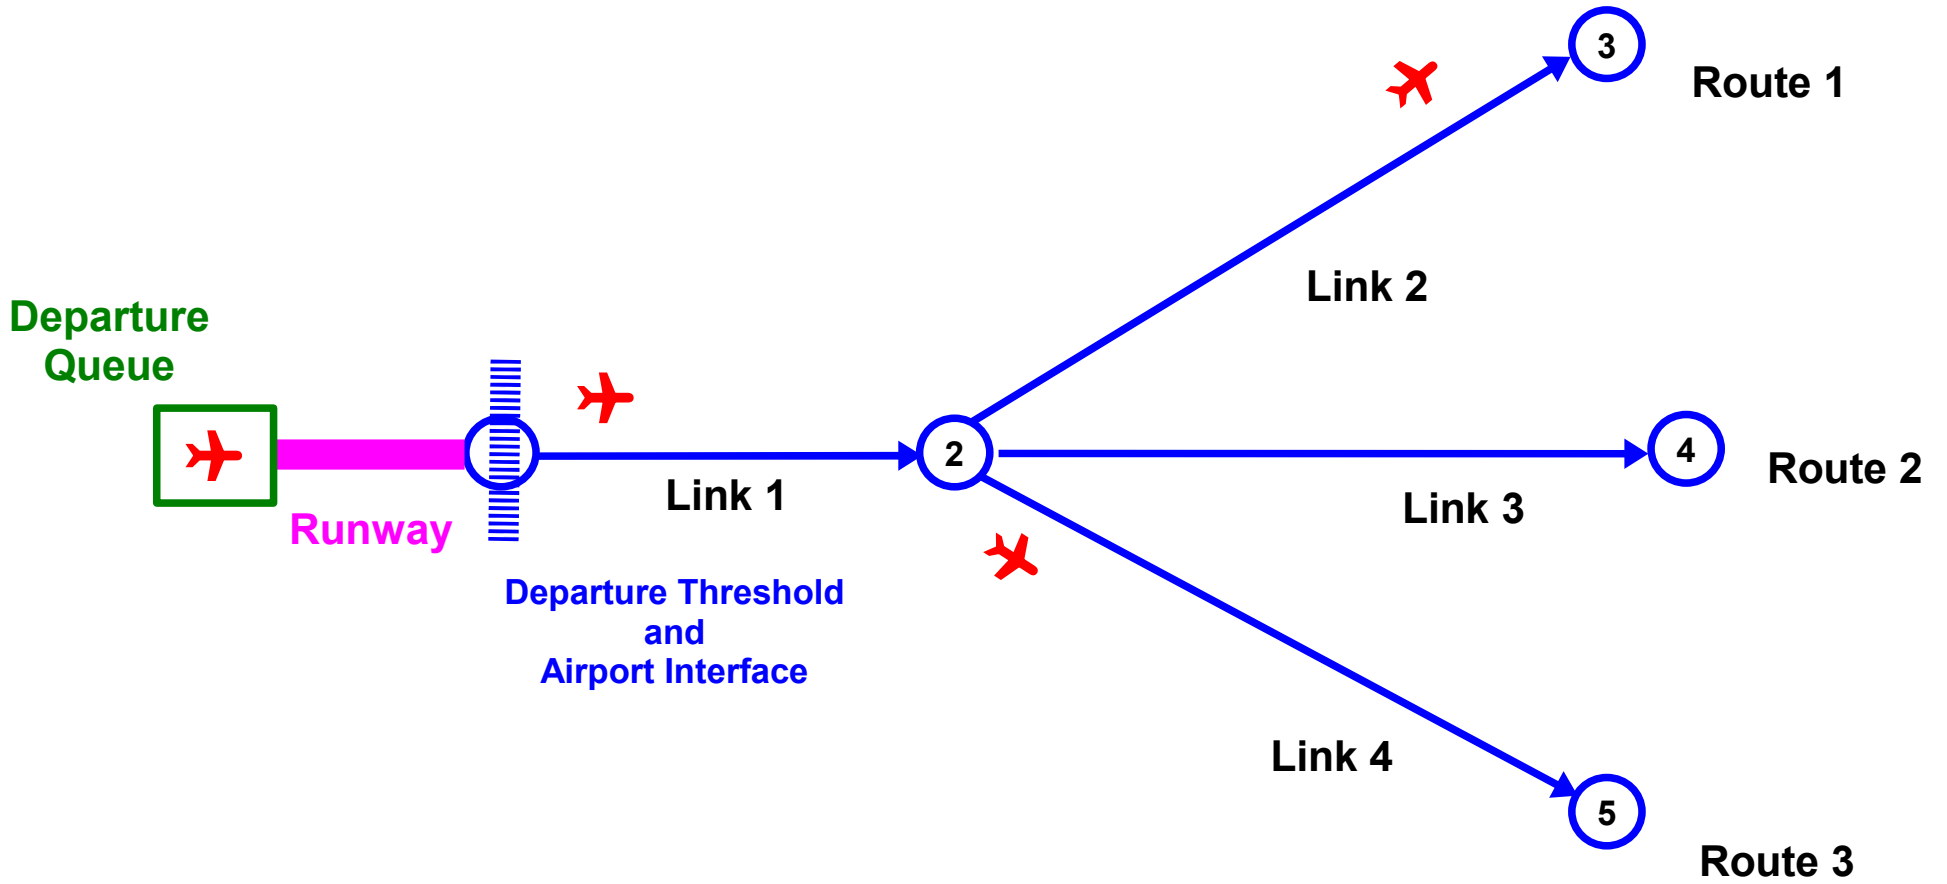 3
Route 1
Link 2
Departure
Queue
2
4
Route 2
Link 1
Link 3
Runway
Departure Threshold
and
Airport Interface
Link 4
5
Route 3